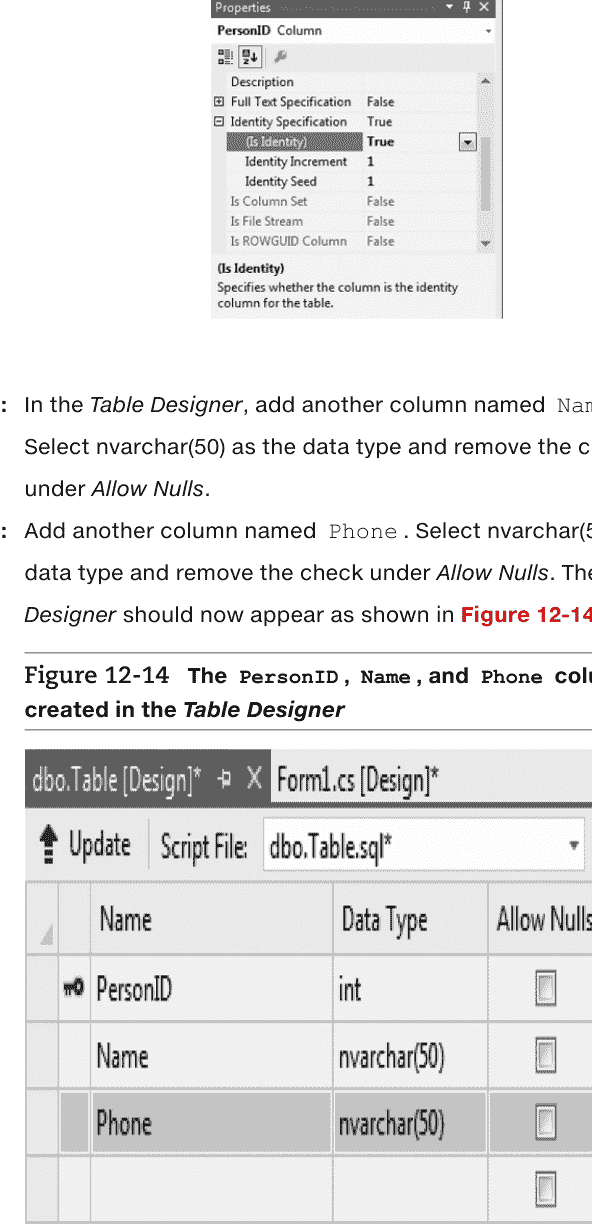 Properties
PersonID Column
Description
Full Text Specification False
Identity Specification True
(Is Identity) True
Identity Increment 1
Identity Seed 1
Is Column Set False
Is File Stream False
Is ROWGUID Column False
(Is Identity)
Specifies whether the column is the identity
column for the table.
: In the Table Designer, add another column named
Select nvarchar(50) as the data type and remove the
under Allow Nulls.
: Add another column named Phone . Select
data type and remove the check under Allow Nulls. The
Designer should now appear as shown in Figure 12-14
Figure 12-14 The PersonID, Name, and Phone
created in the Table Designer
dbo.Table [Design]* X Form1.cs [Design]*
Update Script File: dbo.Table.sql*
Name Data Type Allow Nulls
PersonID int
Name nvarchar(50)
Phone nvarchar(50)